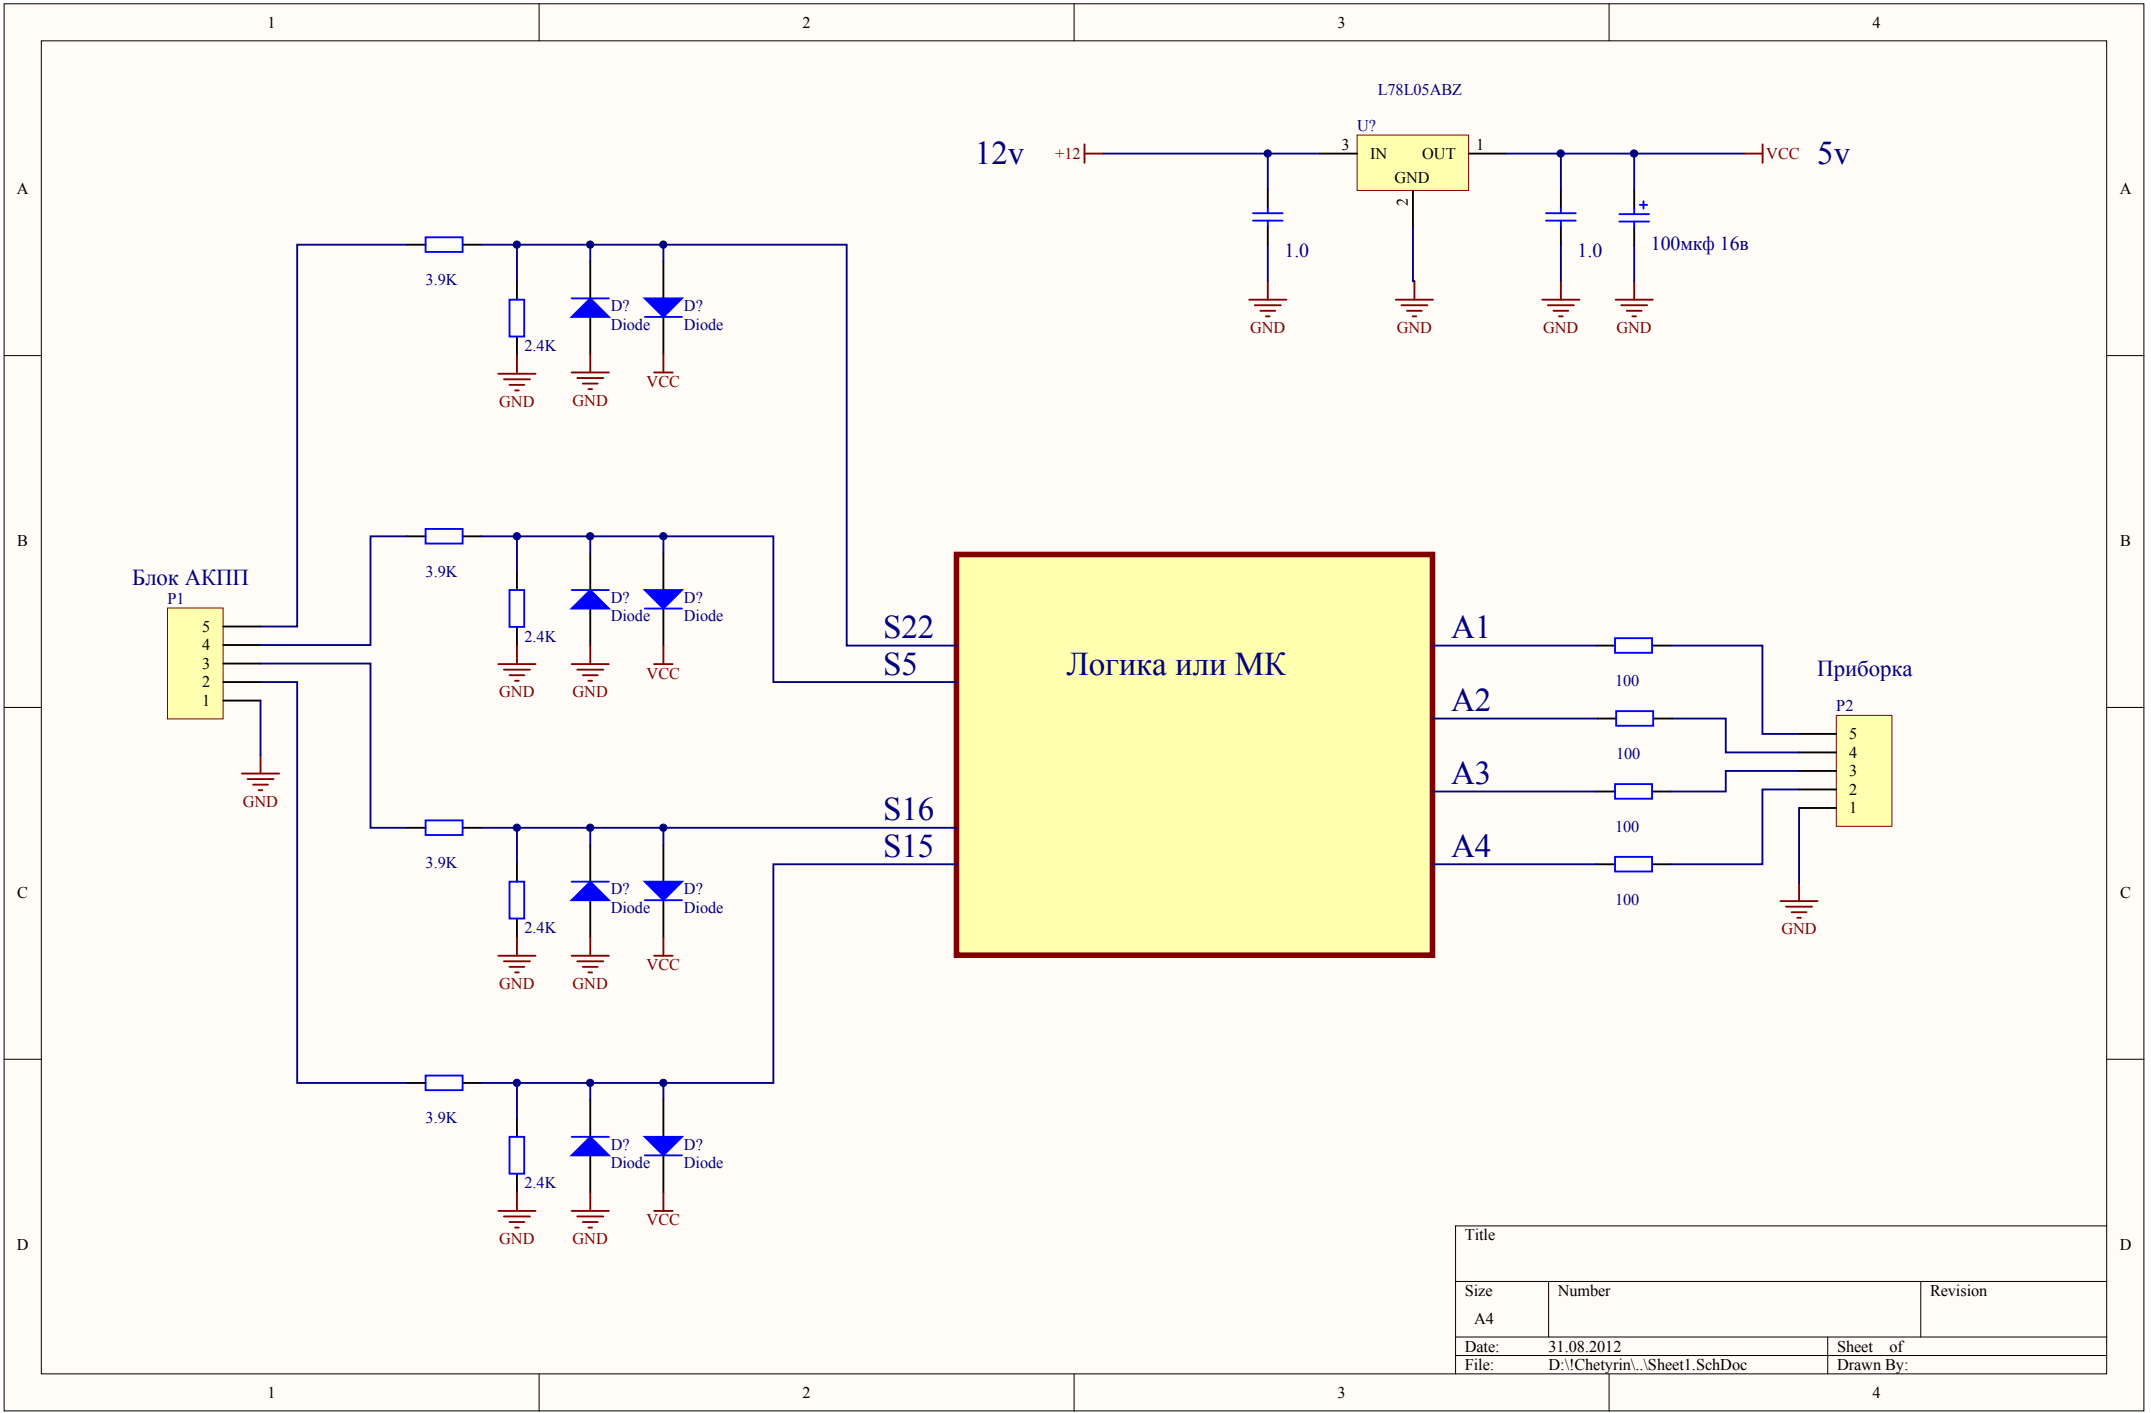 1 2 3 4
A A
B B
C C
D D
L78L05ABZ
U?
12v +12 3 IN OUT 1 VCC 5v
GND
2
1.0 1.0 100мкф 16в
GND GND GND GND
3.9K
D? D?
Diode Diode
2.4K
VCC
GND GND
3.9K
D? D?
Diode Diode
2.4K
VCC
GND GND
Блок АКПП
P1
5
4
3
2
1
GND
S22
S5
S16
S15
Логика или МК
A1
100
A2
100
A3
100
A4
100
Приборка
P2
5
4
3
2
1
GND
3.9K
D? D?
Diode Diode
2.4K
VCC
GND GND
3.9K
D? D?
Diode Diode
2.4K
VCC
GND GND
Title
Size Number Revision
A4
Date: 31.08.2012 Sheet of
File: D:\!Chetyrin\..\Sheet1.SchDoc Drawn By:
1 2 3 4